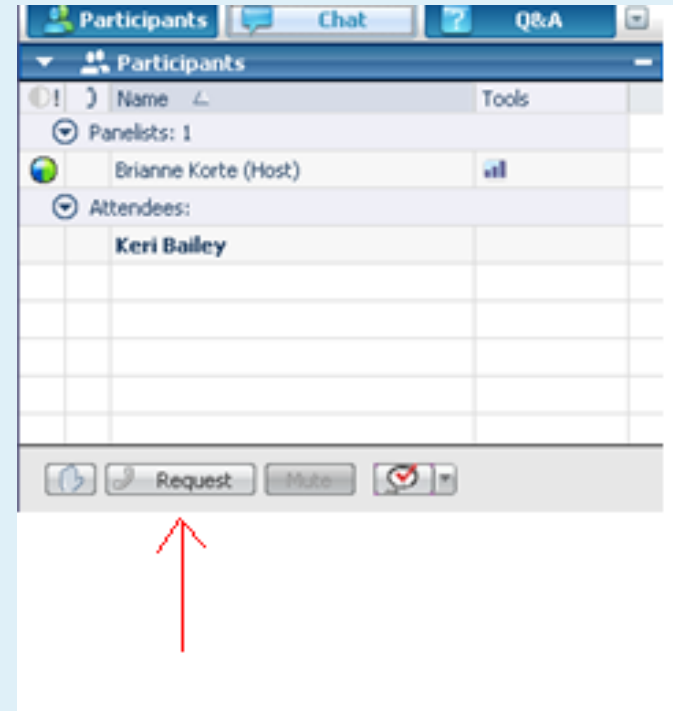 Participants Chat ? Q&A
Participants
! Name Tools
Panelists: 1
Brianne Korte (Host)
Attendees:
Keri Bailey
Request Mute